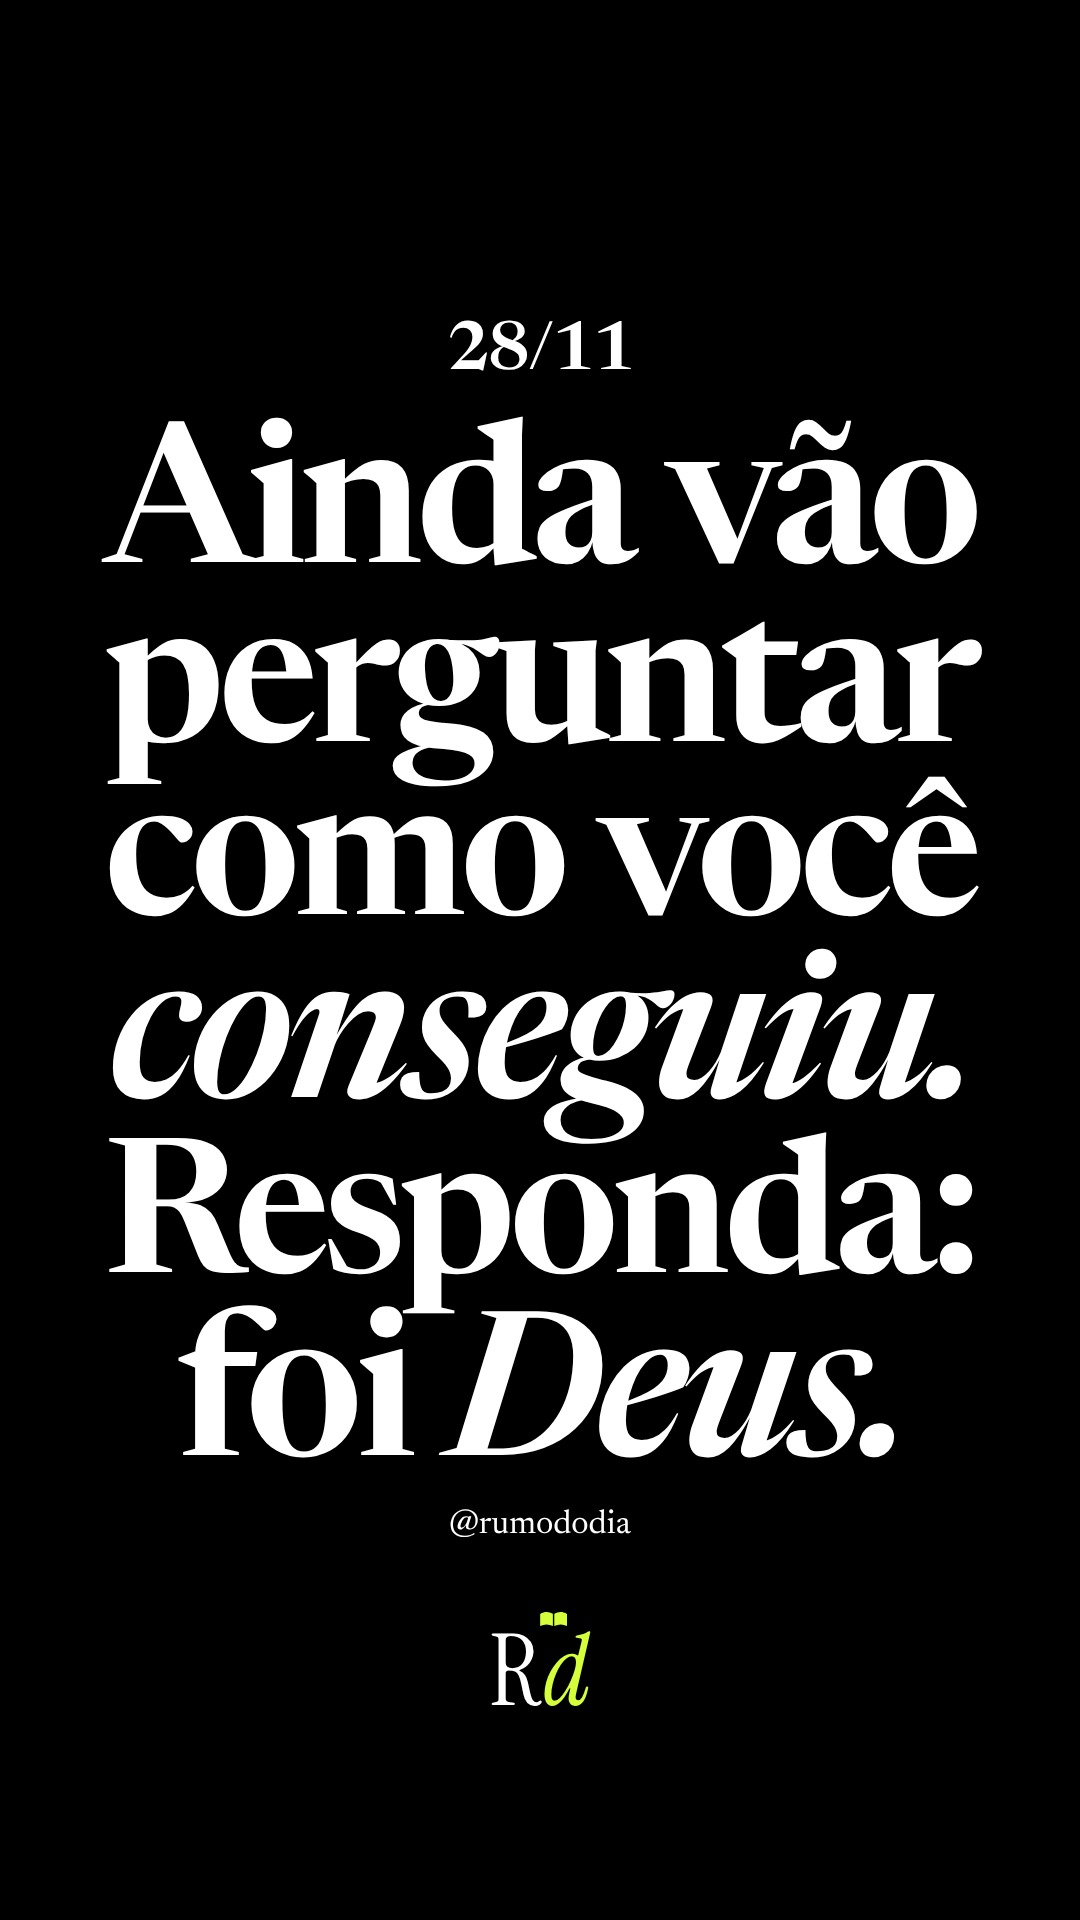 28/11
Ainda vão
perguntar
como você
conseguiu.
Responda:
foi Deus.
@rumododia
Rd